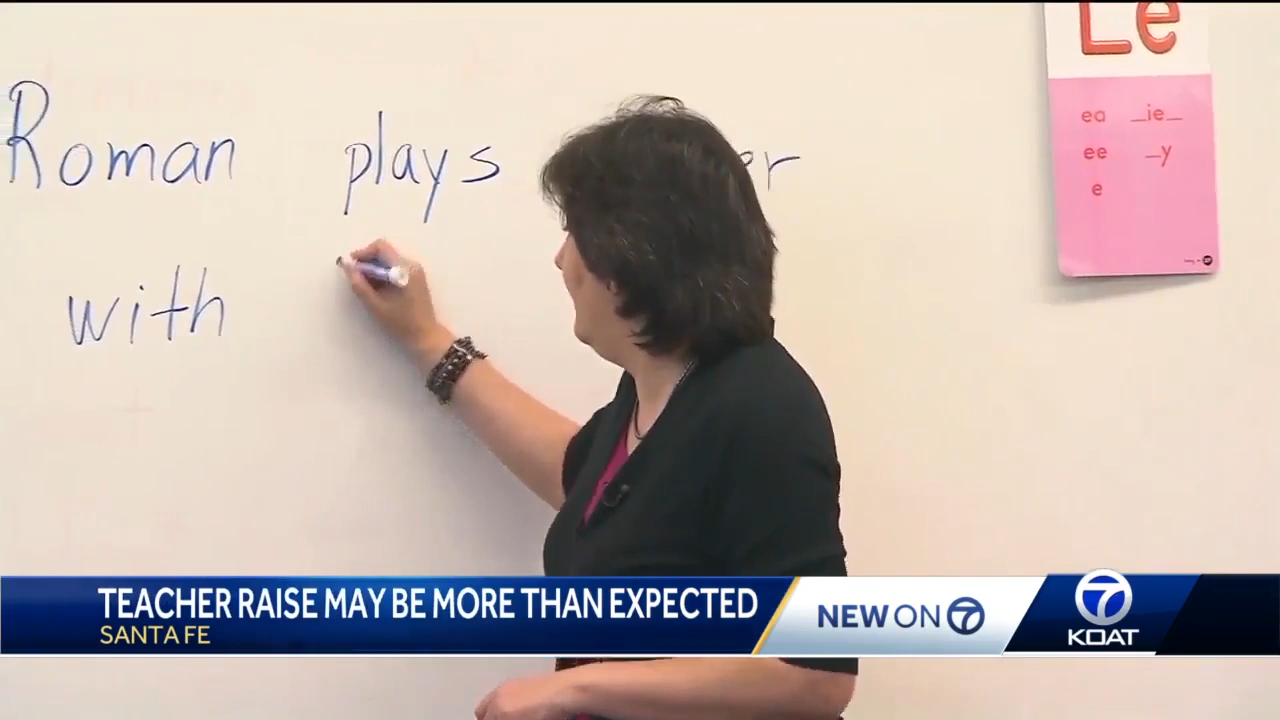 Le
Roman plays er
with
ea _ie_
ee _y
e
TEACHER RAISE MAY BE MORE THAN EXPECTED
SANTA FE
NEW ON 7
7
KOAT